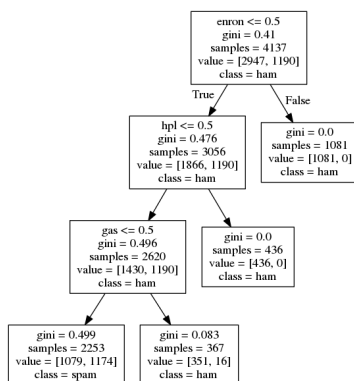 enron <= 0.5
gini = 0.41
samples = 4137
value = [2947, 1190]
class = ham
True
False
hpl <= 0.5
gini = 0.476
samples = 3056
value = [1866, 1190]
class = ham
gini = 0.0
samples = 1081
value = [1081, 0]
class = ham
gas <= 0.5
gini = 0.496
samples = 2620
value = [1430, 1190]
class = ham
gini = 0.0
samples = 436
value = [436, 0]
class = ham
gini = 0.499
samples = 2253
value = [1079, 1174]
class = spam
gini = 0.083
samples = 367
value = [351, 16]
class = ham